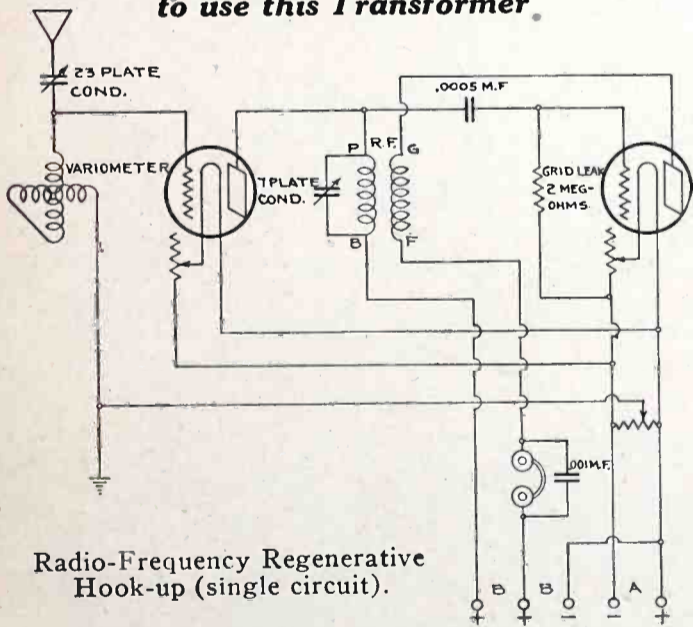 to use this Transformer
23 PLATE
COND.
.0005 M.F
VARIOMETER
7 PLATE
COND.
P R.F. G
B F
GRID LEAK
2 MEG-
OHMS
.001 M.F.
Radio-Frequency Regenerative
Hook-up (single circuit).
B B A
+ + - - +